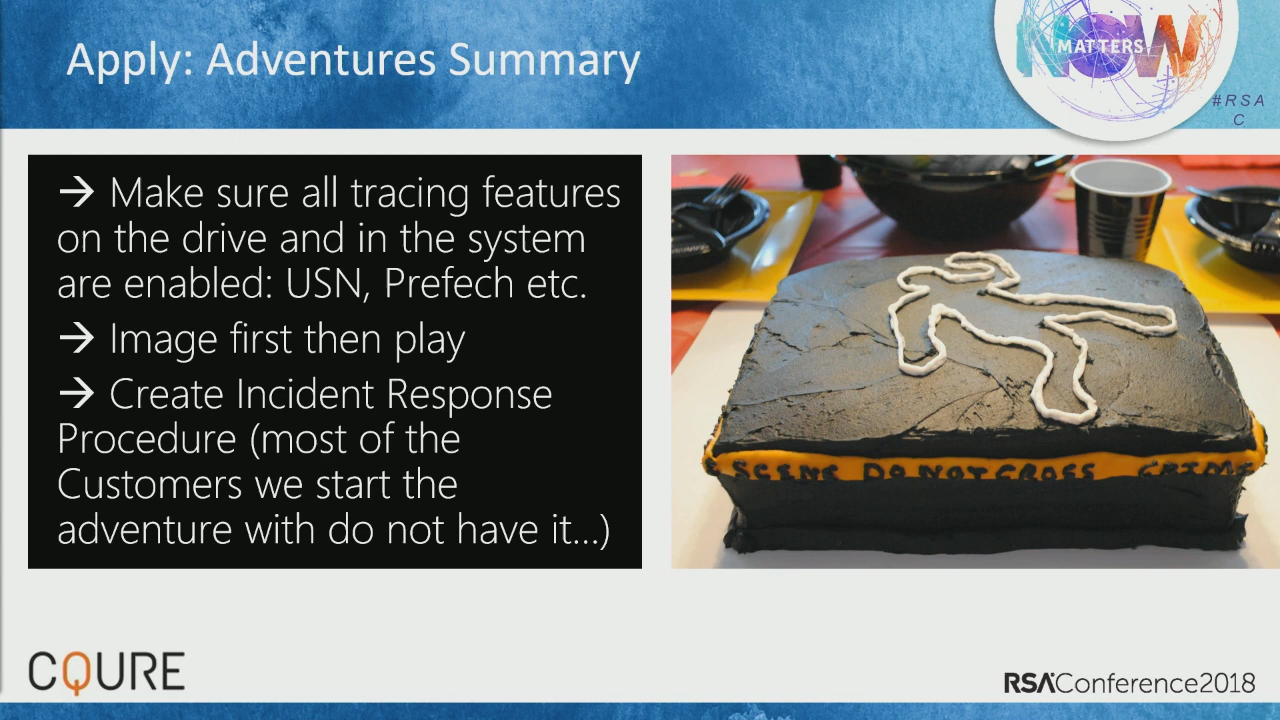 Apply: Adventures Summary
NOW
MATTERS
#RSA
C
→ Make sure all tracing features
on the drive and in the system
are enabled: USN, Prefech etc.
→ Image first then play
→ Create Incident Response
Procedure (most of the
Customers we start the
adventure with do not have it...)
E SCENE DO NOT CROSS CRIME
CQURE
RSAConference2018